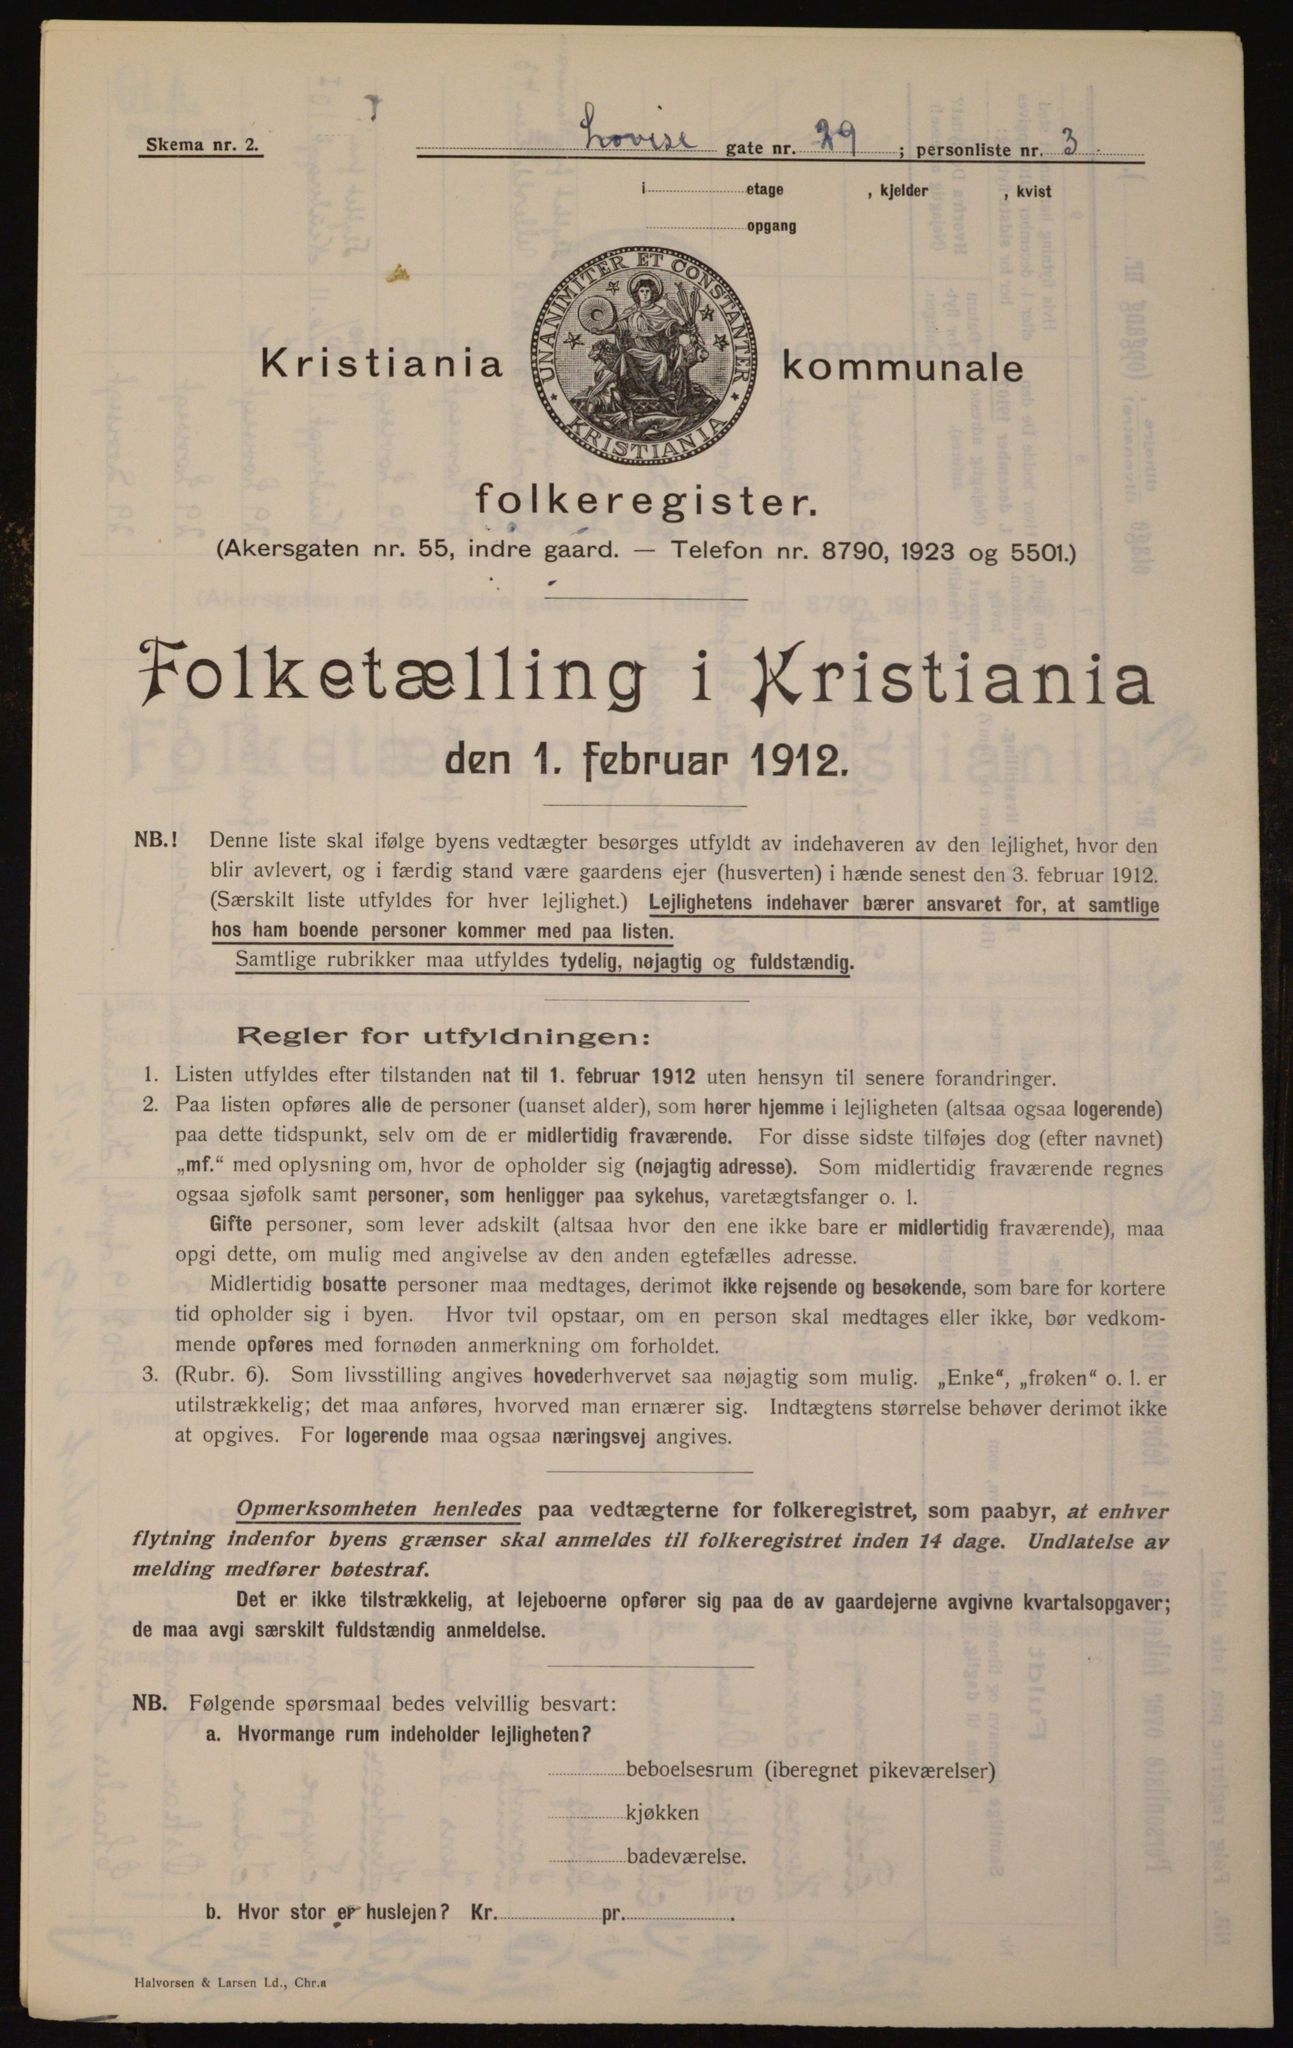 Skema nr. 2.
Lovise gate nr. 29 ; personliste nr. 3
i etage , kjelder , kvist
opgang
UNANIMITER ET CONSTANTER
KRISTIANIA
Kristiania kommunale
folkeregister.
(Akersgaten nr. 55, indre gaard. — Telefon nr. 8790, 1923 og 5501.)
Folketælling i Kristiania
den 1. februar 1912.
NB.! Denne liste skal ifølge byens vedtægter besørges utfyldt av indehaveren av den lejlighet, hvor den
blir avlevert, og i færdig stand være gaardens ejer (husverten) i hænde senest den 3. februar 1912.
(Særskilt liste utfyldes for hver lejlighet.) Lejlighetens indehaver bærer ansvaret for, at samtlige
hos ham boende personer kommer med paa listen.
Samtlige rubrikker maa utfyldes tydelig, nøjagtig og fuldstændig.
Regler for utfyldningen:
1. Listen utfyldes efter tilstanden nat til 1. februar 1912 uten hensyn til senere forandringer.
2. Paa listen opføres alle de personer (uanset alder), som hører hjemme i lejligheten (altsaa ogsaa logerende)
paa dette tidspunkt, selv om de er midlertidig fraværende. For disse sidste tilføjes dog (efter navnet)
„mf.“ med oplysning om, hvor de opholder sig (nøjagtig adresse). Som midlertidig fraværende regnes
ogsaa sjøfolk samt personer, som henligger paa sykehus, varetægtsfanger o. l.
Gifte personer, som lever adskilt (altsaa hvor den ene ikke bare er midlertidig fraværende), maa
opgi dette, om mulig med angivelse av den anden egtefælles adresse.
Midlertidig bosatte personer maa medtages, derimot ikke rejsende og besøkende, som bare for kortere
tid opholder sig i byen. Hvor tvil opstaar, om en person skal medtages eller ikke, bør vedkom-
mende opføres med fornøden anmerkning om forholdet.
3. (Rubr. 6). Som livsstilling angives hovederhvervet saa nøjagtig som mulig. „Enke“, „frøken“ o. l. er
utilstrækkelig; det maa anføres, hvorved man ernærer sig. Indtægtens størrelse behøver derimot ikke
at opgives. For logerende maa ogsaa næringsvej angives.
Opmerksomheten henledes paa vedtægterne for folkeregistret, som paabyr, at enhver
flytning indenfor byens grænser skal anmeldes til folkeregistret inden 14 dage. Undlatelse av
melding medfører bøtestraf.
Det er ikke tilstrækkelig, at lejeboerne opfører sig paa de av gaardejerne avgivne kvartalsopgaver;
de maa avgi særskilt fuldstændig anmeldelse.
NB. Følgende spørsmaal bedes velvillig besvart:
a. Hvormange rum indeholder lejligheten?
beboelsesrum (iberegnet pikeværelser)
kjøkken
badeværelse.
b. Hvor stor er huslejen? Kr. pr. .
Halvorsen & Larsen Ld., Chr.a